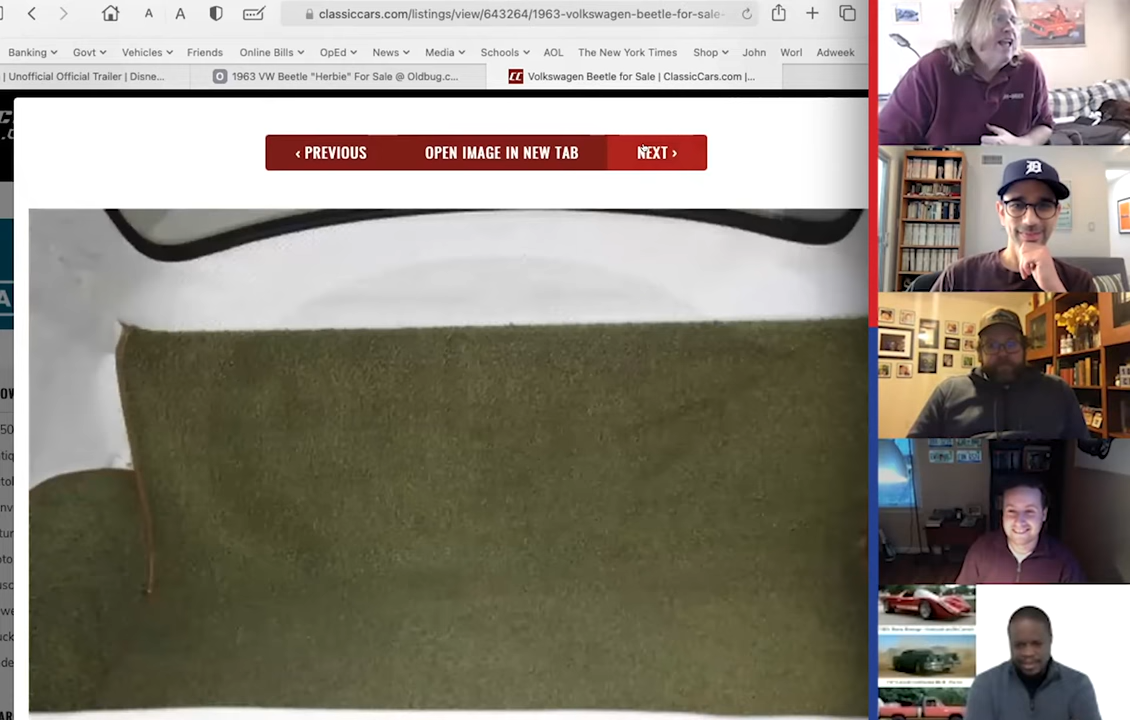 classiccars.com/listings/view/643264/1963-volkswagen-beetle-for-sale-
A A
Banking Govt Vehicles Friends Online Bills OpEd News Media Schools AOL The New York Times Shop John Worl Adweek
| Unofficial Official Trailer | Disne...
1963 VW Beetle "Herbie" For Sale @ Oldbug.c...
CC Volkswagen Beetle for Sale | ClassicCars.com |...
‹ PREVIOUS
OPEN IMAGE IN NEW TAB
NEXT ›
D